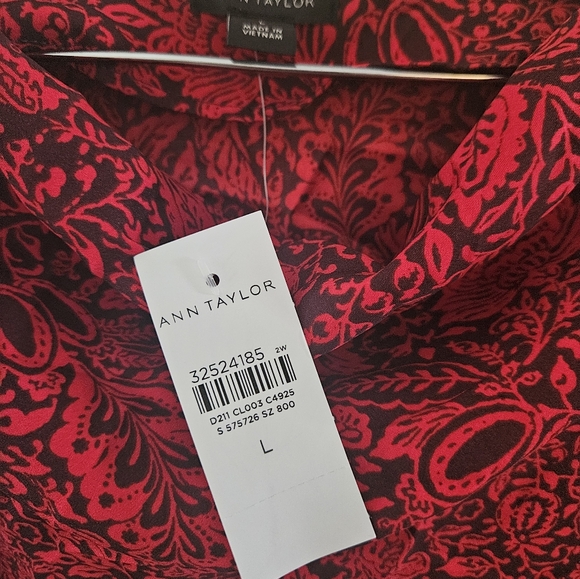 ANN TAYLOR
L
MADE IN
VIETNAM
ANN TAYLOR
32524185 2W
D211 CL003 C4925
S 575726 SZ 800
L